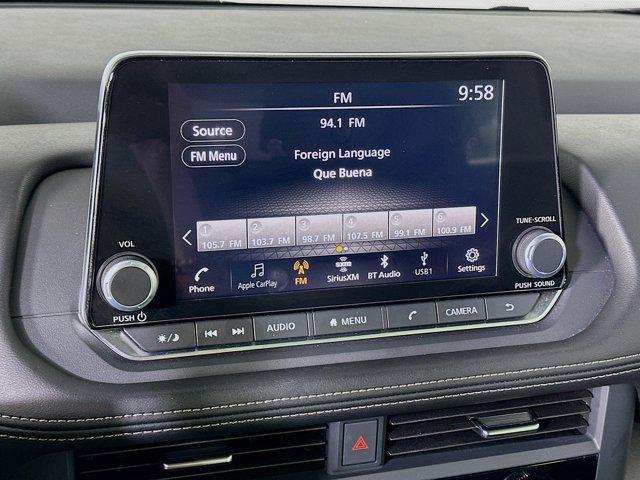 FM 9:58
94.1 FM
Source
Foreign Language
FM Menu
Que Buena
1 2 3 4 5 6
105.7 FM 103.7 FM 98.7 FM 107.5 FM 99.1 FM 100.9 FM
Phone Apple CarPlay FM SiriusXM BT Audio USB1 Settings
VOL
PUSH
TUNE·SCROLL
PUSH SOUND
AUDIO MENU CAMERA